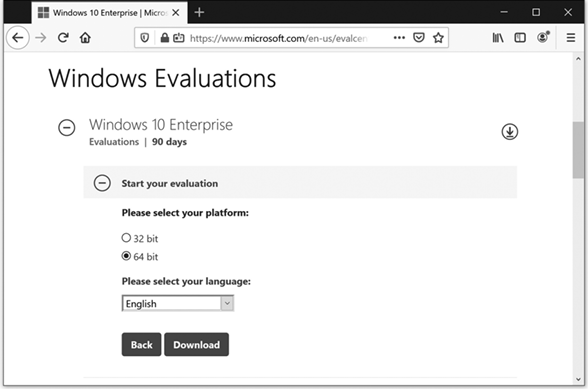 Windows 10 Enterprise | Micros
https://www.microsoft.com/en-us/evalcen
Windows Evaluations
Windows 10 Enterprise
Evaluations | 90 days
Start your evaluation
Please select your platform:
32 bit
64 bit
Please select your language:
English
Back Download